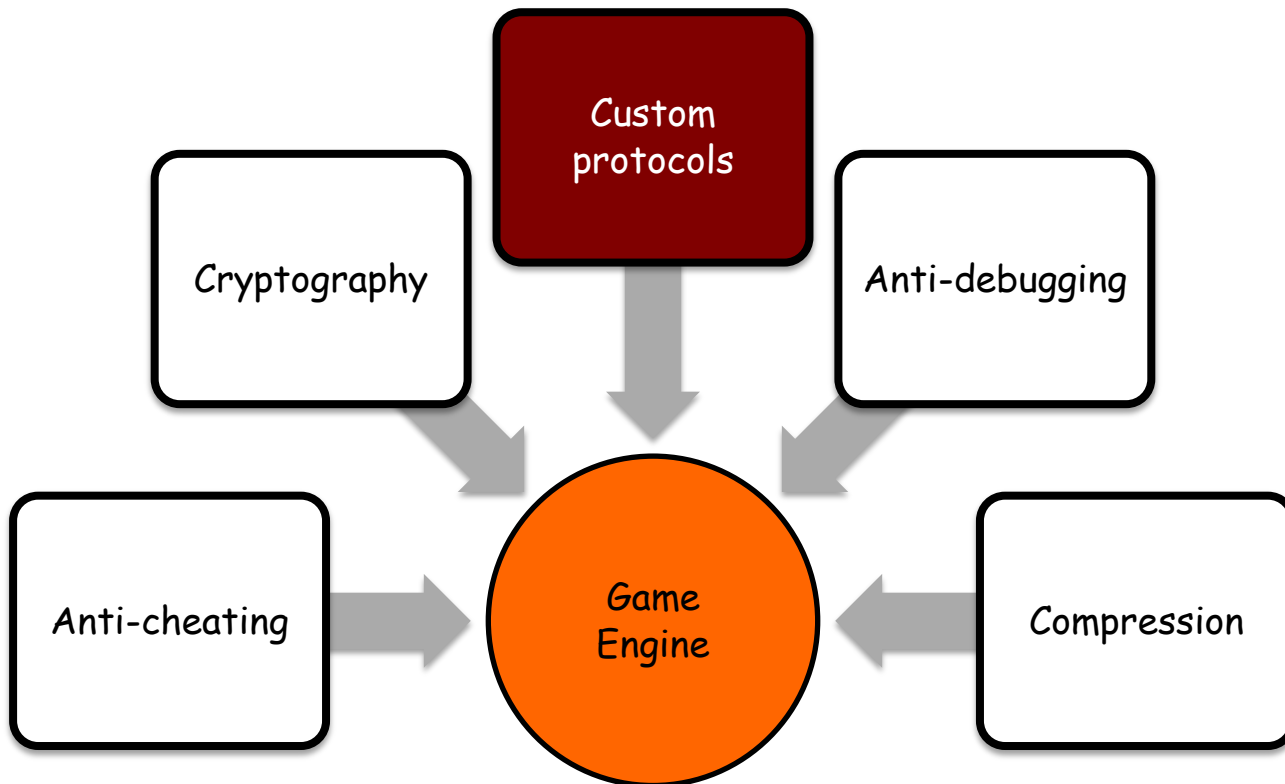 Custom
protocols
Cryptography
Anti-debugging
Anti-cheating
Game
Engine
Compression